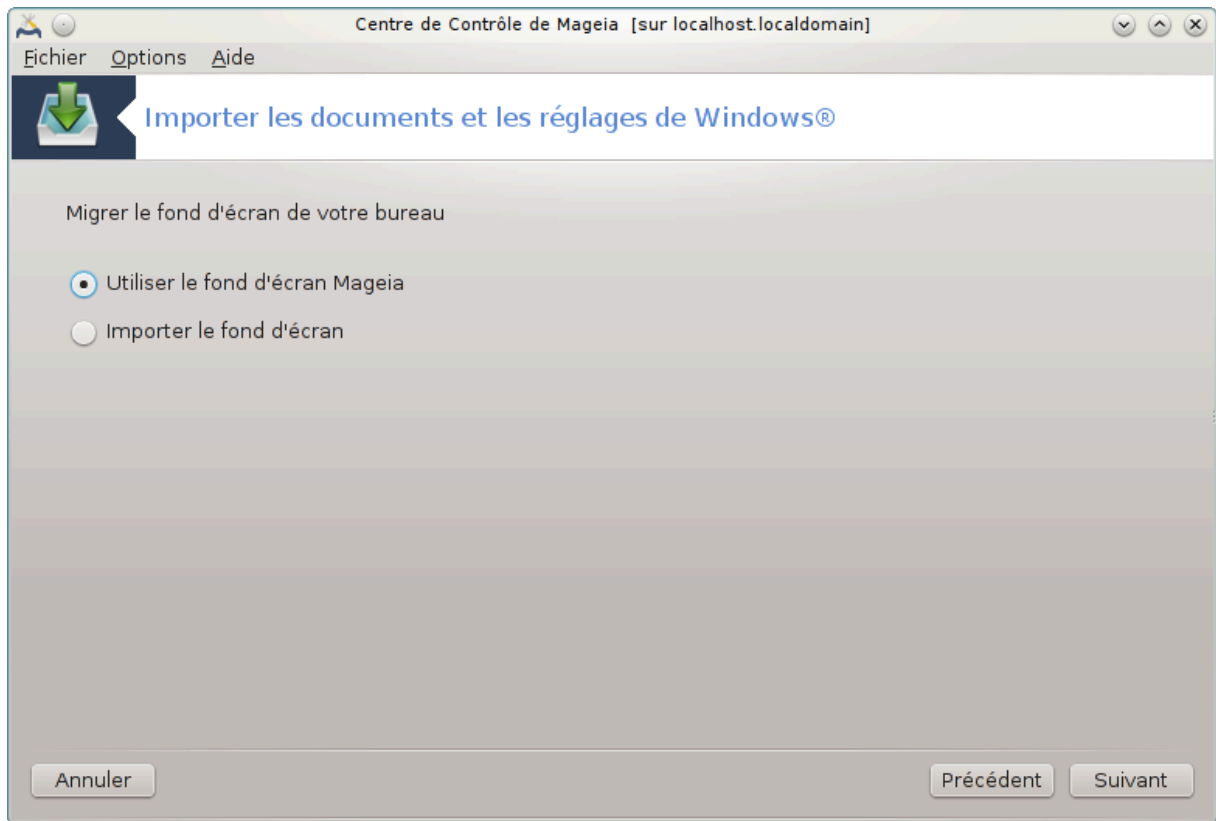 Centre de Contrôle de Mageia [sur localhost.localdomain]
Fichier Options Aide
Importer les documents et les réglages de Windows®
Migrer le fond d'écran de votre bureau
Utiliser le fond d'écran Mageia
Importer le fond d'écran
Annuler Précédent Suivant